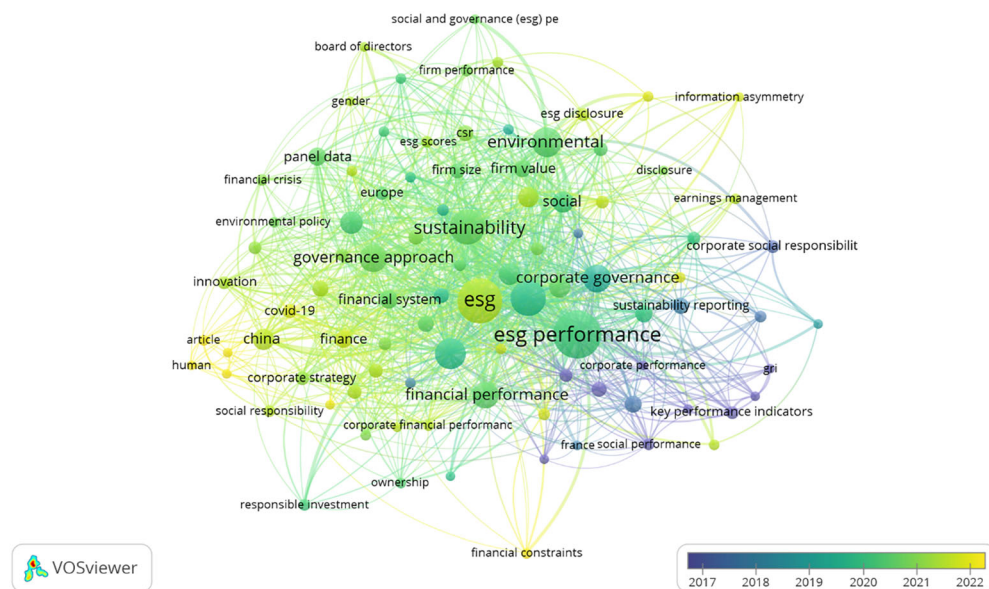 social and governance (esg) pe
board of directors
firm performance
gender
information asymmetry
esg disclosure
esg scores
csr
environmental
panel data
firm size
firm value
disclosure
financial crisis
europe
social
earnings management
environmental policy
sustainability
corporate social responsibilit
governance approach
corporate governance
innovation
financial system
esg
sustainability reporting
covid-19
esg performance
article
china
finance
human
corporate performance
gri
corporate strategy
financial performance
social responsibility
key performance indicators
corporate financial performanc
france
social performance
ownership
responsible investment
financial constraints
VOSviewer
2017 2018 2019 2020 2021 2022